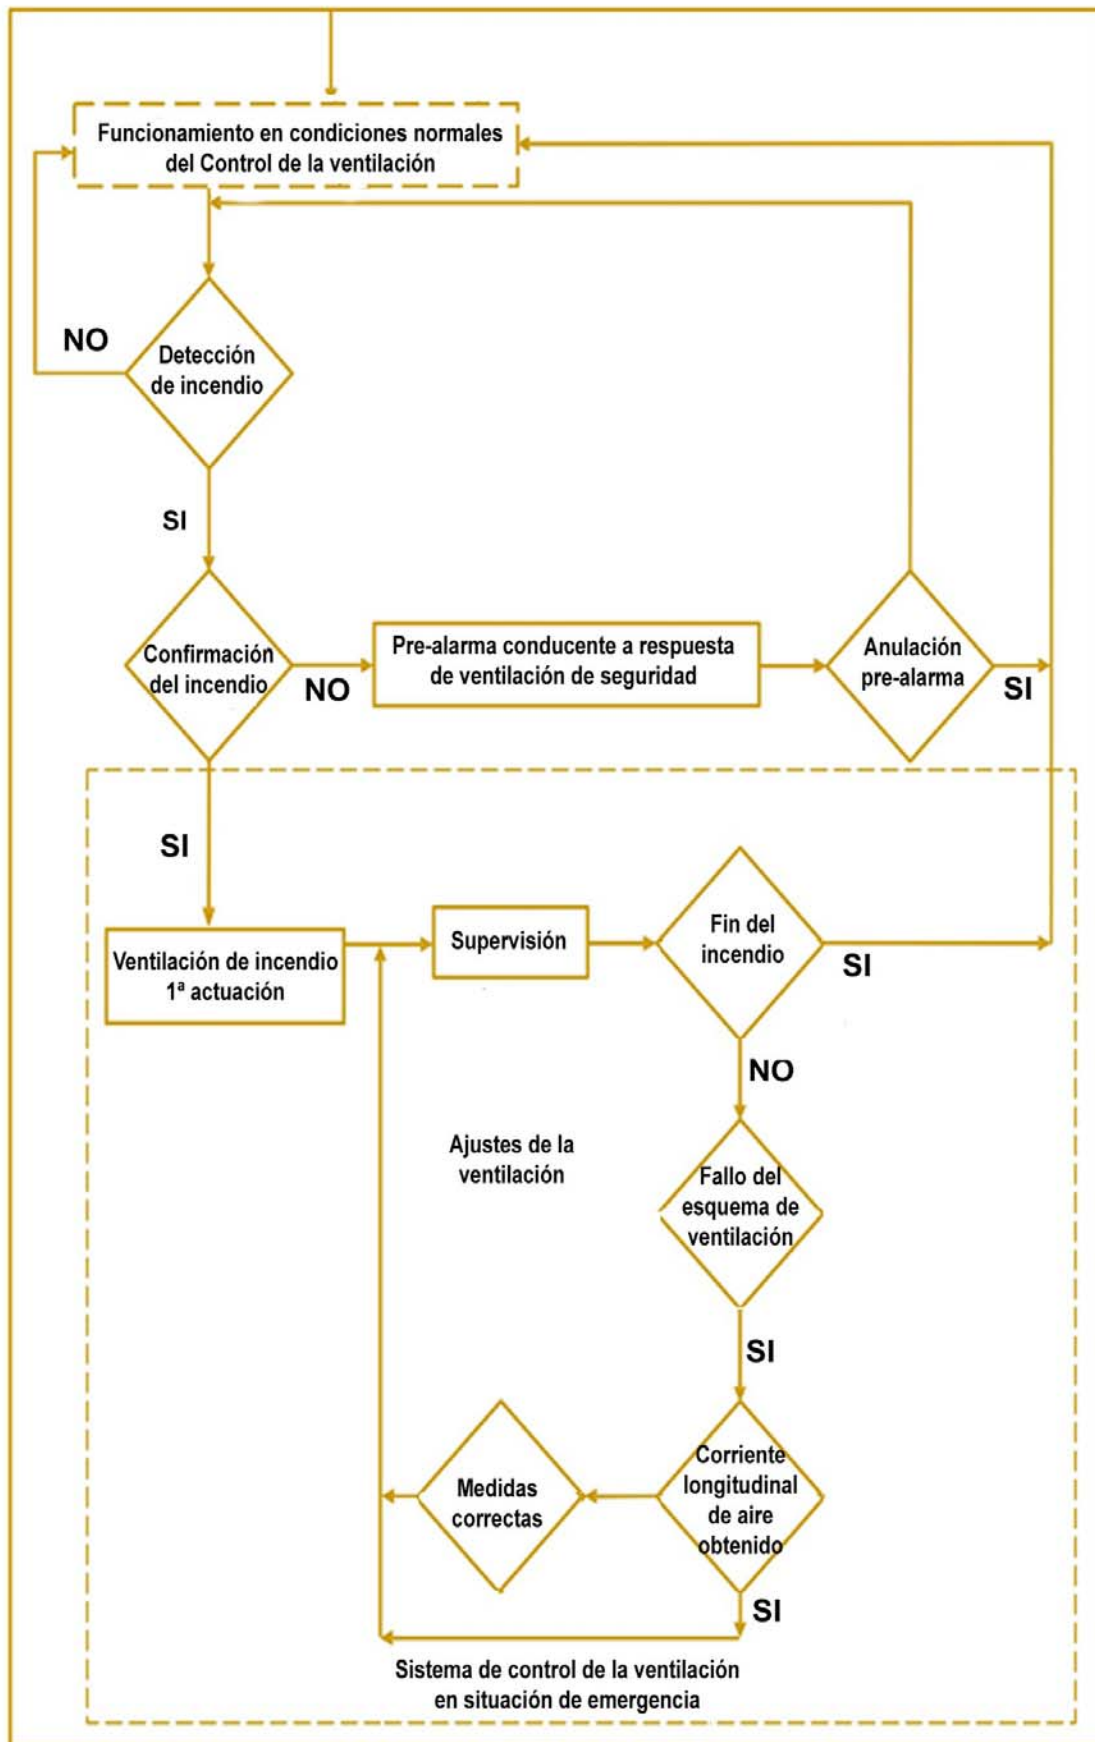 Funcionamiento en condiciones normales
del Control de la ventilación
NO
Detección
de incendio
SI
Confirmación
del incendio
NO
Pre-alarma conducente a respuesta
de ventilación de seguridad
Anulación
pre-alarma
SI
SI
Ventilación de incendio
1ª actuación
Supervisión
Fin del
incendio
SI
NO
Ajustes de la
ventilación
Fallo del
esquema de
ventilación
SI
Corriente
longitudinal
de aire
obtenido
Medidas
correctas
SI
Sistema de control de la ventilación
en situación de emergencia